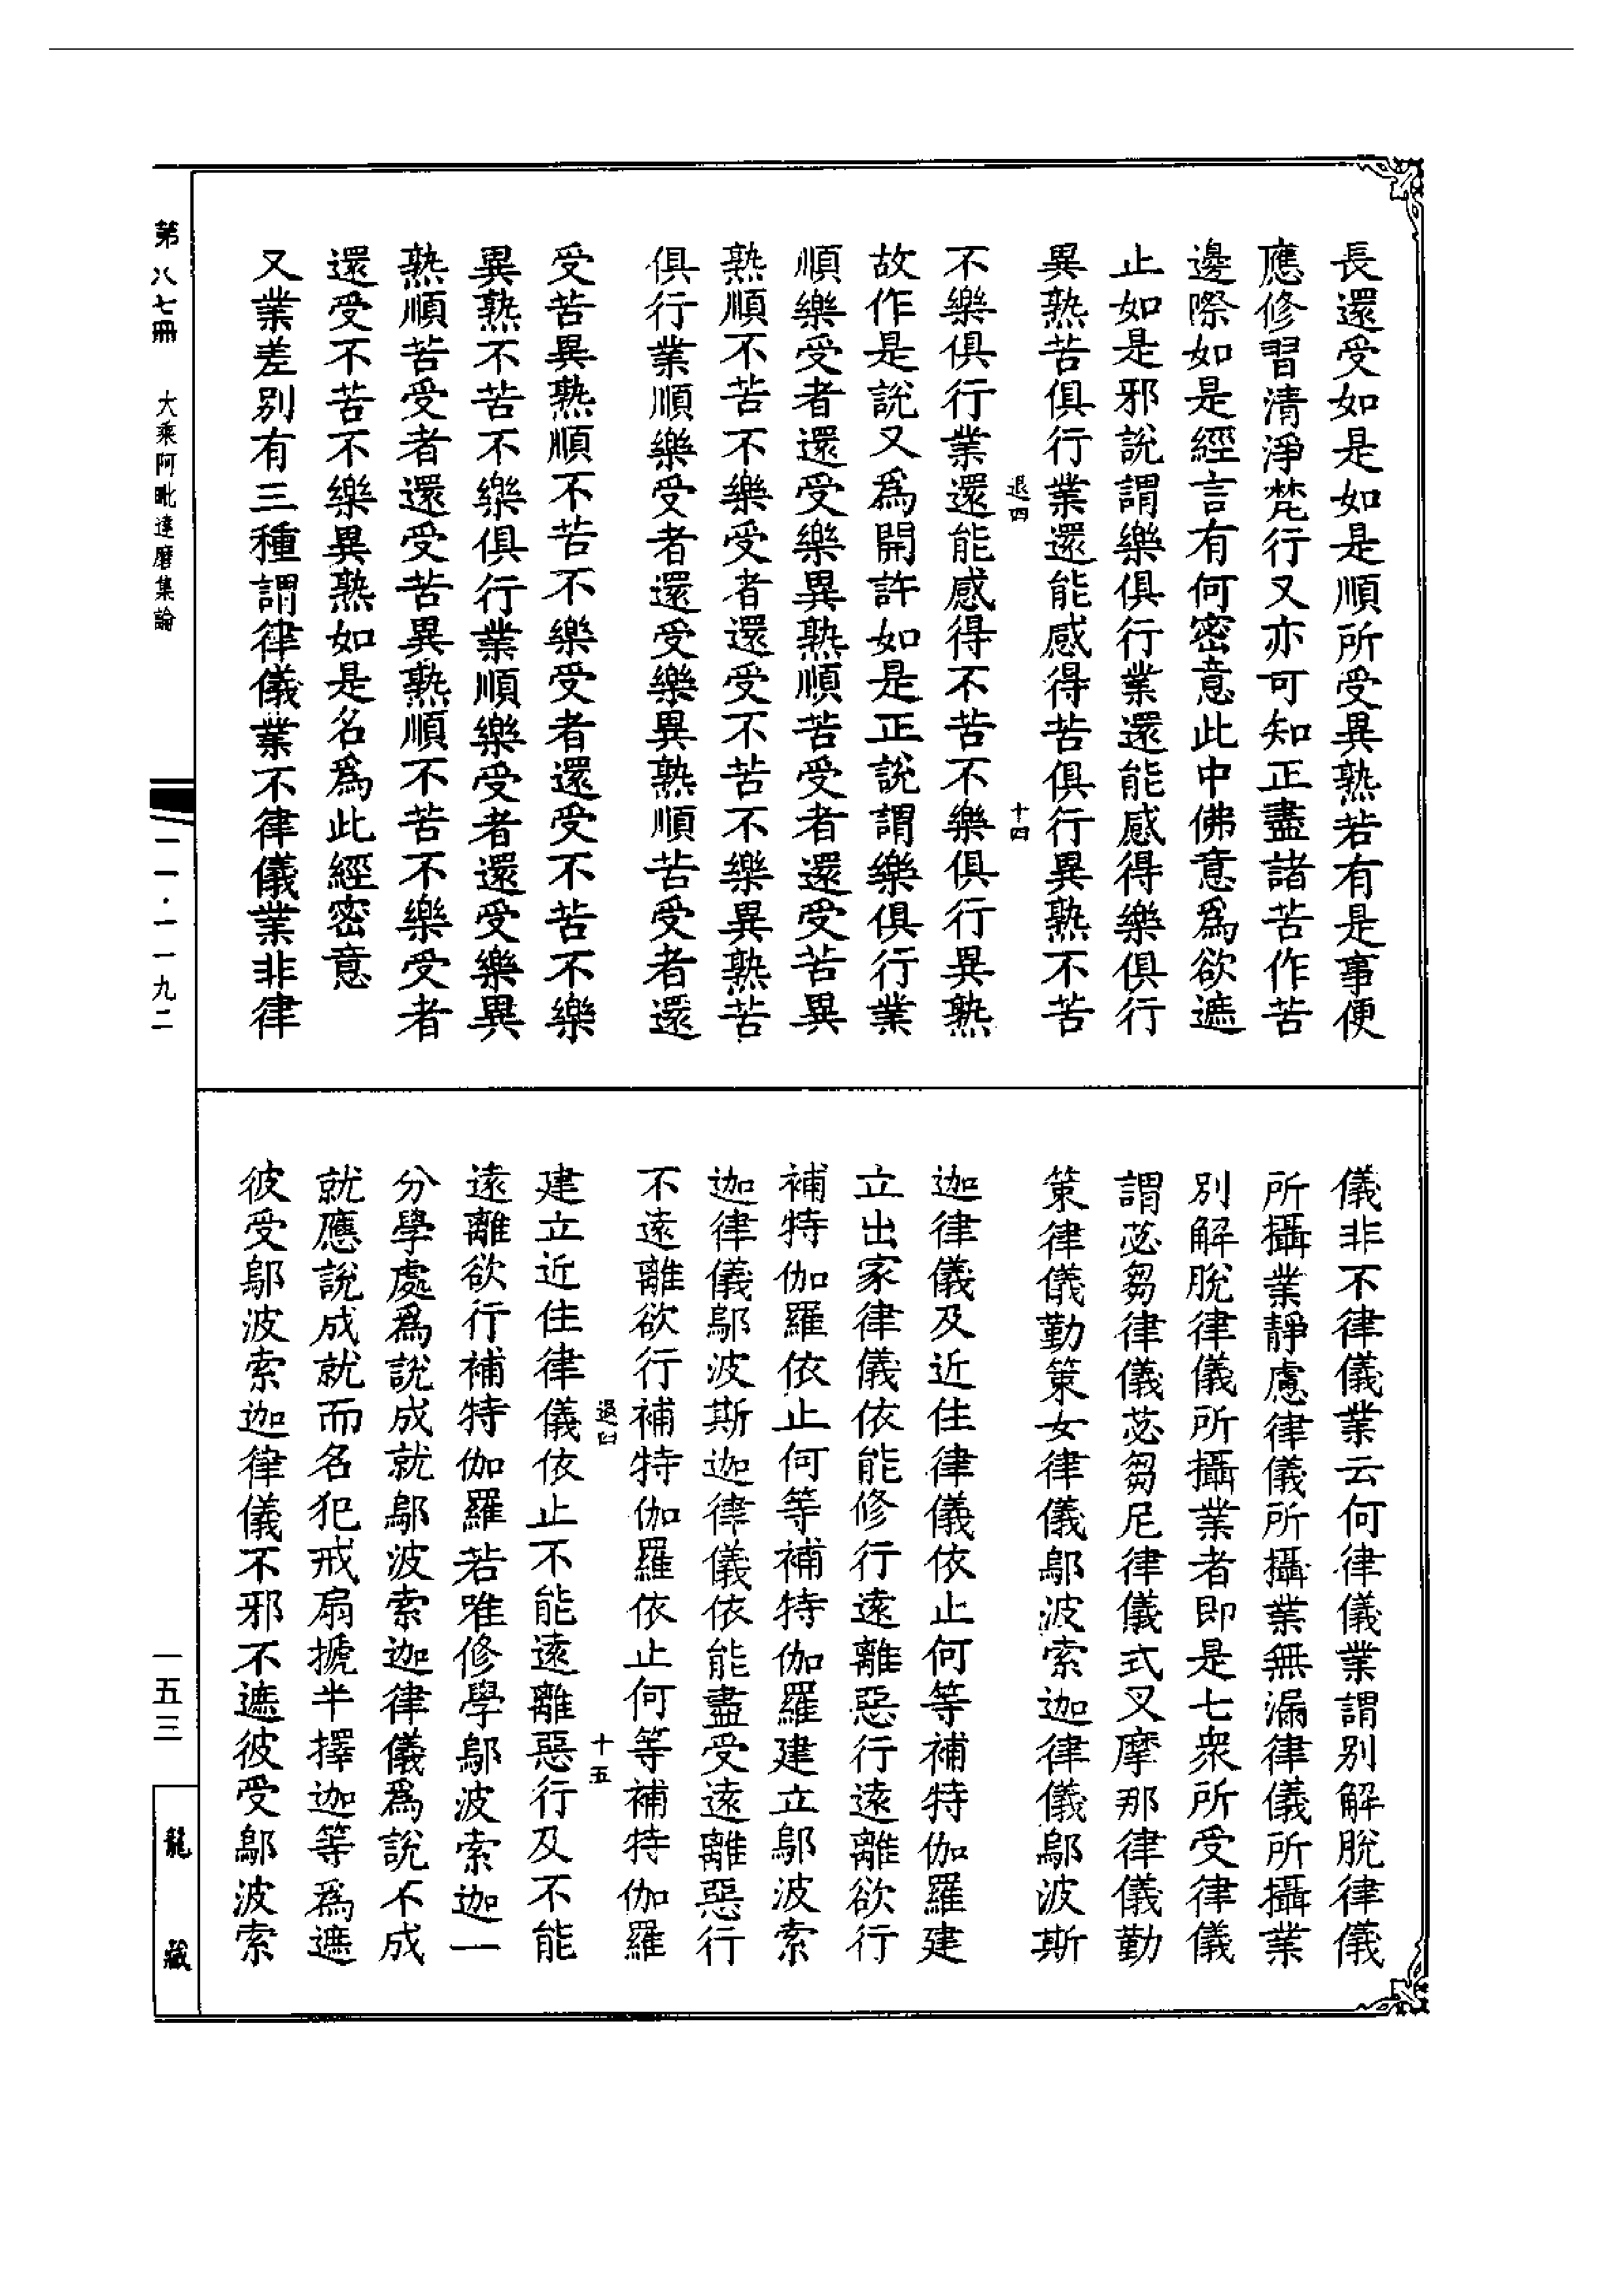 長還受如是如是順所受異熟若有是事便
應修習清淨梵行又亦可知正盡諸苦作苦
邊際如是經言有何密意此中佛意爲欲遮
止如是邪說謂樂俱行業還能感得樂俱行
異熟苦俱行業還能感得苦俱行異熟不苦
退四 十四
不樂俱行業還能感得不苦不樂俱行異熟
故作是說又爲開許如是正說謂樂俱行業
順樂受者還受樂異熟順苦受者還受苦異
熟順不苦不樂受者還受不苦不樂異熟苦
俱行業順樂受者還受樂異熟順苦受者還
受苦異熟順不苦不樂受者還受不苦不樂
異熟不苦不樂俱行業順樂受者還受樂異
熟順苦受者還受苦異熟順不苦不樂受者
還受不苦不樂異熟如是名爲此經密意
又業差別有三種謂律儀業不律儀業非律
儀非不律儀業云何律儀業謂別解脫律儀
所攝業靜慮律儀所攝業無漏律儀所攝業
別解脫律儀所攝業者即是七衆所受律儀
謂苾芻律儀苾芻尼律儀式叉摩那律儀勤
策律儀勤策女律儀鄔波索迦律儀鄔波斯
迦律儀及近住律儀依止何等補特伽羅建
立出家律儀依能修行遠離惡行遠離欲行
補特伽羅依止何等補特伽羅建立鄔波索
迦律儀鄔波斯迦律儀依能盡受遠離惡行
不遠離欲行補特伽羅依止何等補特伽羅
退四 十五
建立近住律儀依止不能遠離惡行及不能
遠離欲行補特伽羅若唯修學鄔波索迦一
分學處爲說成就鄔波索迦律儀爲說不成
就應說成就而名犯戒扇搋半擇迦等爲遮
彼受鄔波索迦律儀不邪不遮彼受鄔波索
第八七冊 大乘阿毗達磨集論
一一·一一九二
一五三
龍藏